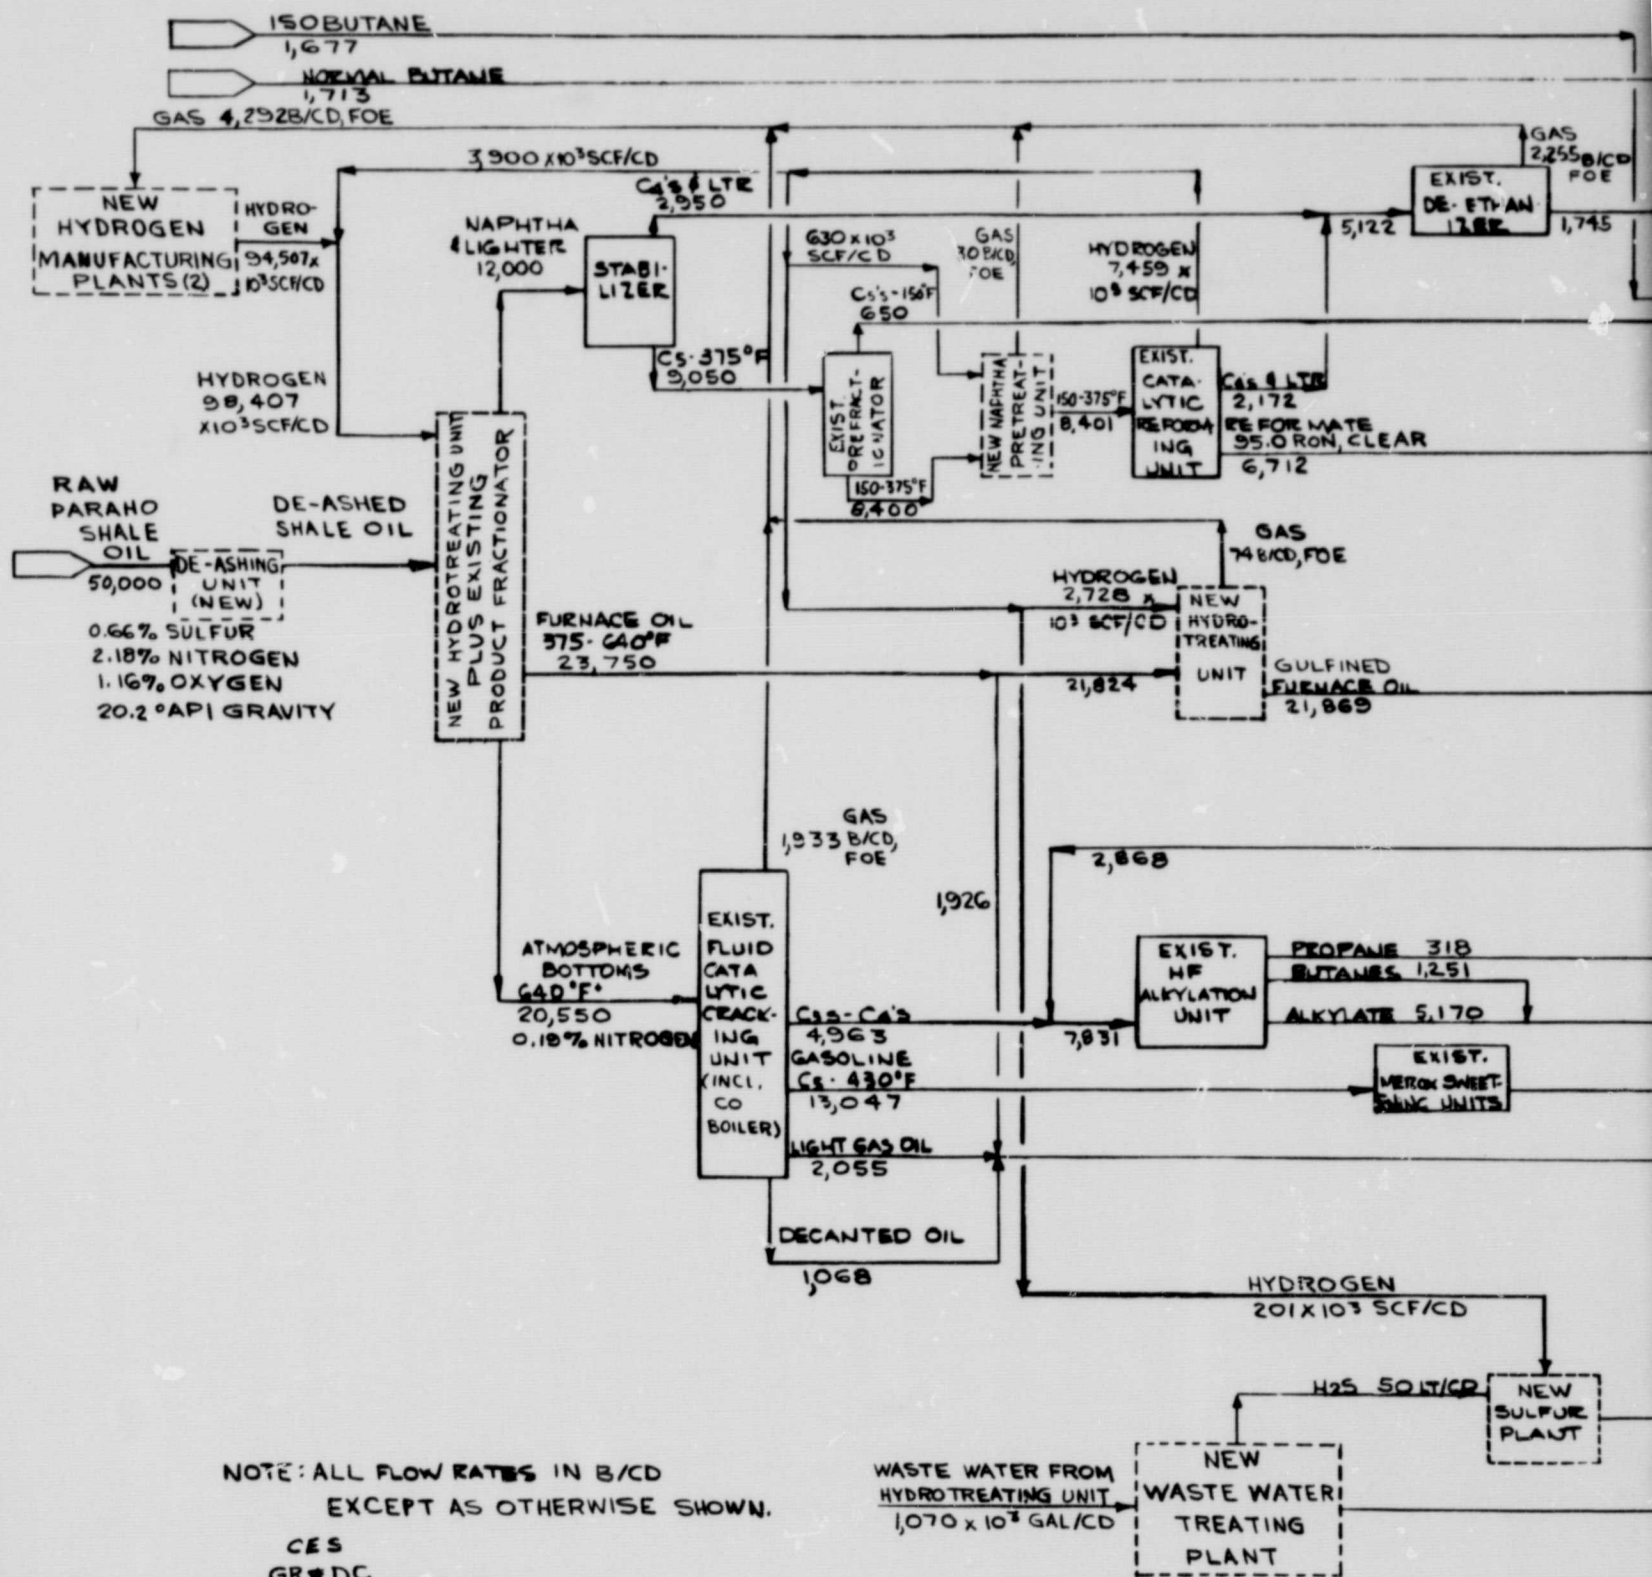 ISOBUTANE
1,677
NORMAL BUTANE
1,713
GAS 4,292B/CD, FOE
3,900 X10³ SCF/CD
C4'S & LTR
2,950
GAS
2,255 B/CD
FOE
NEW
HYDROGEN
MANUFACTURING
PLANTS (2)
HYDRO-
GEN
94,507x
10³SCF/CD
NAPHTHA
& LIGHTER
12,000
STABI-
LIZER
630 x 10³
SCF/CD
GAS
30 B/CD,
FOE
HYDROGEN
7,459 x
10³ SCF/CD
5,122
EXIST.
DE-ETHAN
IZER
1,745
C5's-150°F
650
C5-375°F
9,050
HYDROGEN
98,407
X10³SCF/CD
EXIST.
PREFRACT-
IONATOR
150-375°F
8,400
NEW NAPHTHA
PRETREAT-
ING UNIT
150-375°F
8,401
EXIST.
CATA-
LYTIC
REFORM
ING
UNIT
C4's & LTR
2,172
REFORMATE
95.0 RON, CLEAR
6,712
RAW
PARAHO
SHALE
OIL
50,000
DE-ASHING
UNIT
(NEW)
DE-ASHED
SHALE OIL
0.66% SULFUR
2.18% NITROGEN
1.16% OXYGEN
20.2 °API GRAVITY
NEW HYDROTREATING UNIT
PLUS EXISTING
PRODUCT FRACTIONATOR
FURNACE OIL
375-640°F
23,750
GAS
74 B/CD, FOE
HYDROGEN
2,728 x
10³ SCF/CD
21,824
NEW
HYDRO-
TREATING
UNIT
GULFINED
FURNACE OIL
21,869
GAS
1,933 B/CD,
FOE
1,926
2,868
ATMOSPHERIC
BOTTOMS
640°F+
20,550
0.18% NITROGEN
EXIST.
FLUID
CATA
LYTIC
CRACK-
ING
UNIT
(INCL.
CO
BOILER)
C3s-C4's
4,963
7,831
EXIST.
HF
ALKYLATION
UNIT
PROPANE 318
BUTANES 1,251
ALKYLATE 5,170
GASOLINE
C5-430°F
13,047
EXIST.
MEROX SWEET-
ENING UNITS
LIGHT GAS OIL
2,055
DECANTED OIL
1,068
HYDROGEN
201 X 10³ SCF/CD
H2S 50 LT/CD
NEW
SULFUR
PLANT
WASTE WATER FROM
HYDROTREATING UNIT
1,070 x 10³ GAL/CD
NEW
WASTE WATER
TREATING
PLANT
NOTE: ALL FLOW RATES IN B/CD
EXCEPT AS OTHERWISE SHOWN.
CES